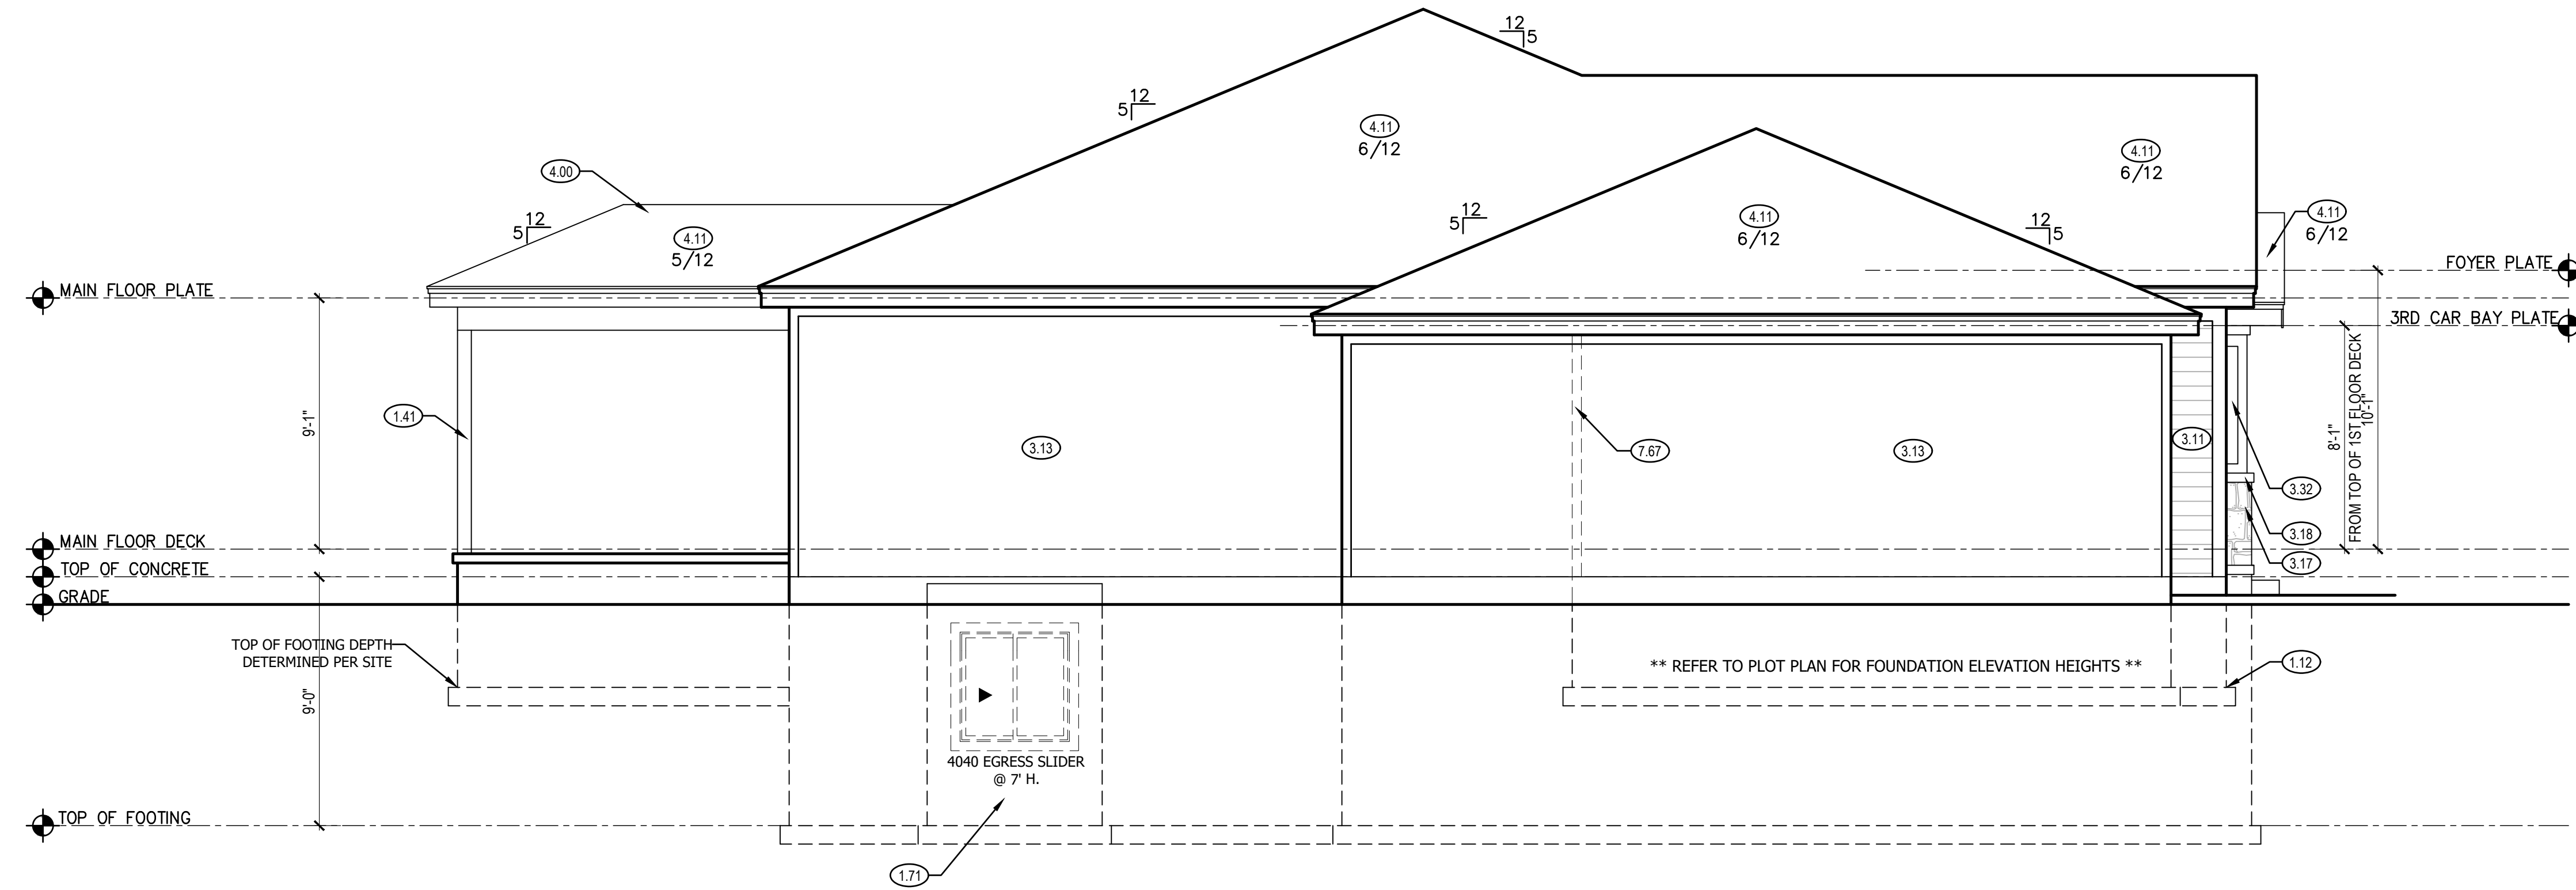 12
5
12
5
4.11
6/12
4.11
6/12
4.00
12
5
4.11
5/12
12
5
4.11
6/12
12
5
4.11
6/12
MAIN FLOOR PLATE
FOYER PLATE
3RD CAR BAY PLATE
9'-1"
1.41
3.13
7.67
3.13
3.11
8'-1"
FROM TOP OF 1ST FLOOR DECK
10'-1"
3.32
3.18
3.17
MAIN FLOOR DECK
TOP OF CONCRETE
GRADE
TOP OF FOOTING DEPTH
DETERMINED PER SITE
** REFER TO PLOT PLAN FOR FOUNDATION ELEVATION HEIGHTS **
1.12
9'-0"
4040 EGRESS SLIDER
@ 7' H.
TOP OF FOOTING
1.71